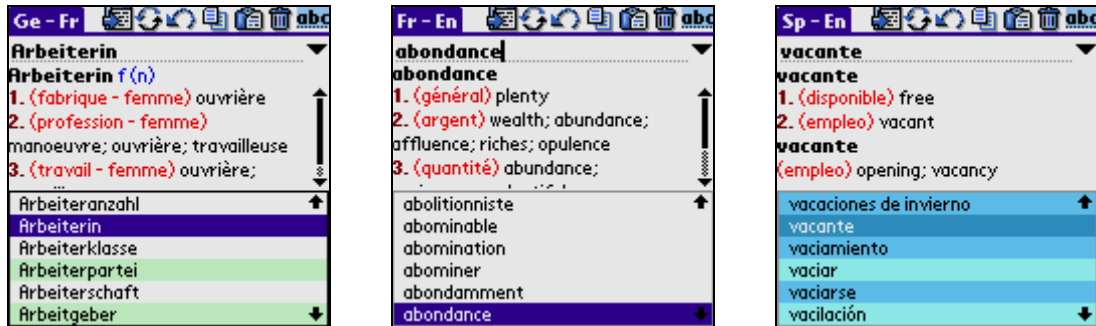 Ge - Fr abc
Arbeiterin
Arbeiterin f (n)
1. (fabrique - femme) ouvrière
2. (profession - femme)
manoeuvre; ouvrière; travailleuse
3. (travail - femme) ouvrière;
Arbeiteranzahl
Arbeiterin
Arbeiterklasse
Arbeiterpartei
Arbeiterschaft
Arbeitgeber
Fr - En abc
abondance
abondance
1. (général) plenty
2. (argent) wealth; abundance;
affluence; riches; opulence
3. (quantité) abundance;
abolitionniste
abominable
abomination
abominer
abondamment
abondance
Sp - En abc
vacante
vacante
1. (disponible) free
2. (empleo) vacant
vacante
(empleo) opening; vacancy
vacaciones de invierno
vacante
vaciamiento
vaciar
vaciarse
vacilación